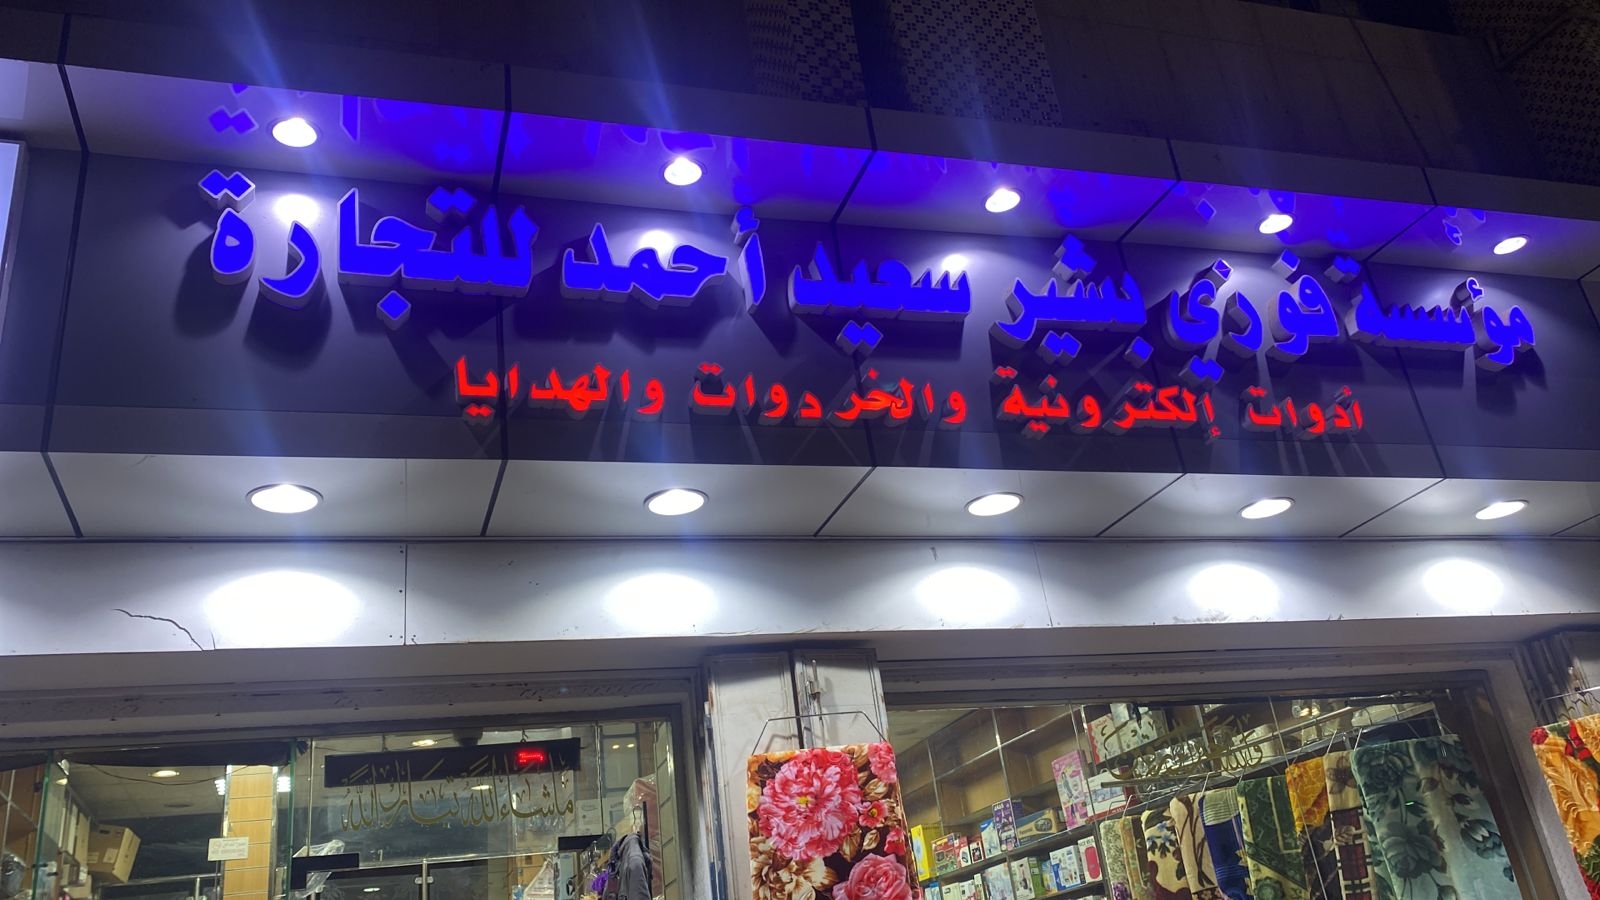 مؤسسة فوزي بشير سعيد أحمد للتجارة
أدوات إلكترونية والخردوات والهدايا
ماشاء الله تبارك الله